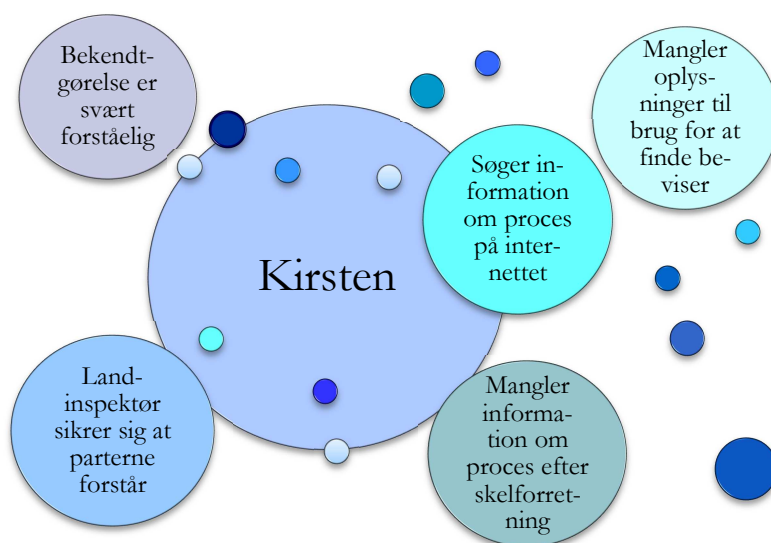 Bekendt-
gørelse er
svært
forståelig
Mangler
oplys-
ninger til
brug for at
finde be-
viser
Søger in-
formation
om proces
på inter-
nettet
Kirsten
Land-
inspektør
sikrer sig at
parterne
forstår
Mangler
informa-
tion om
proces efter
skelforret-
ning